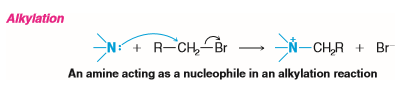 Alkylation
—N: + R—CH₂—Br ⟶ —N⁺—CH₂R + Br⁻
An amine acting as a nucleophile in an alkylation reaction